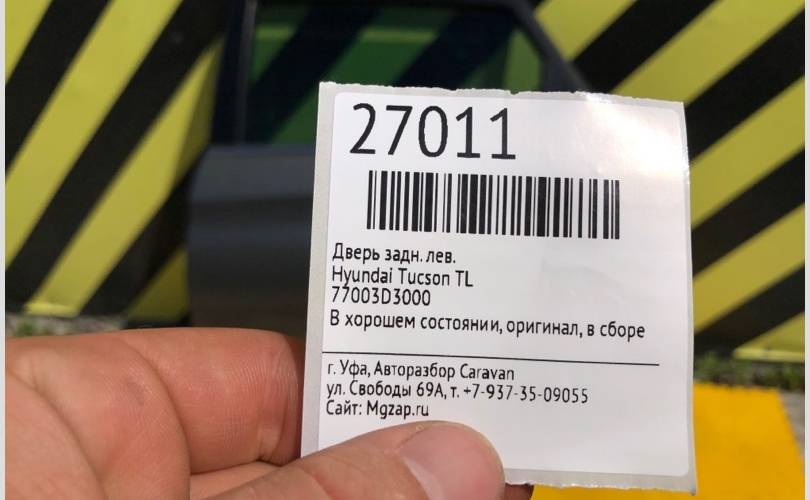 27011
Дверь задн. лев.
Hyundai Tucson TL
77003D3000
В хорошем состоянии, оригинал, в сборе
г. Уфа, Авторазбор Caravan
ул. Свободы 69А, т. +7-937-35-09055
Сайт: Mgzap.ru